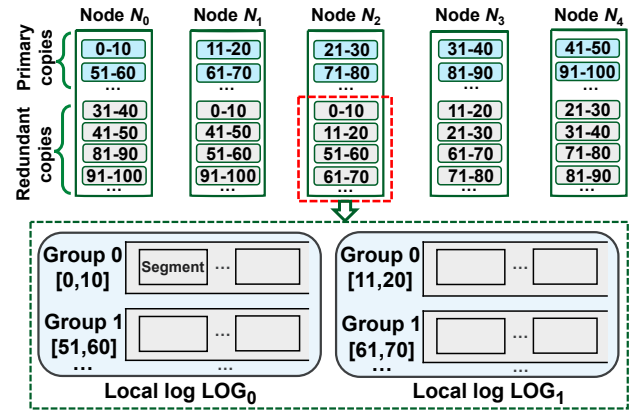 Node N0 Node N1 Node N2 Node N3 Node N4
Primary copies
0-10 11-20 21-30 31-40 41-50
51-60 61-70 71-80 81-90 91-100
... ... ... ... ...
Redundant copies
31-40 0-10 0-10 11-20 21-30
41-50 41-50 11-20 21-30 31-40
81-90 51-60 51-60 61-70 71-80
91-100 91-100 61-70 71-80 81-90
... ... ... ... ...
Group 0
[0,10]
Segment ...
...
Group 1
[51,60]
...
... ...
Local log LOG0
Group 0
[11,20]
...
...
Group 1
[61,70]
...
... ...
Local log LOG1